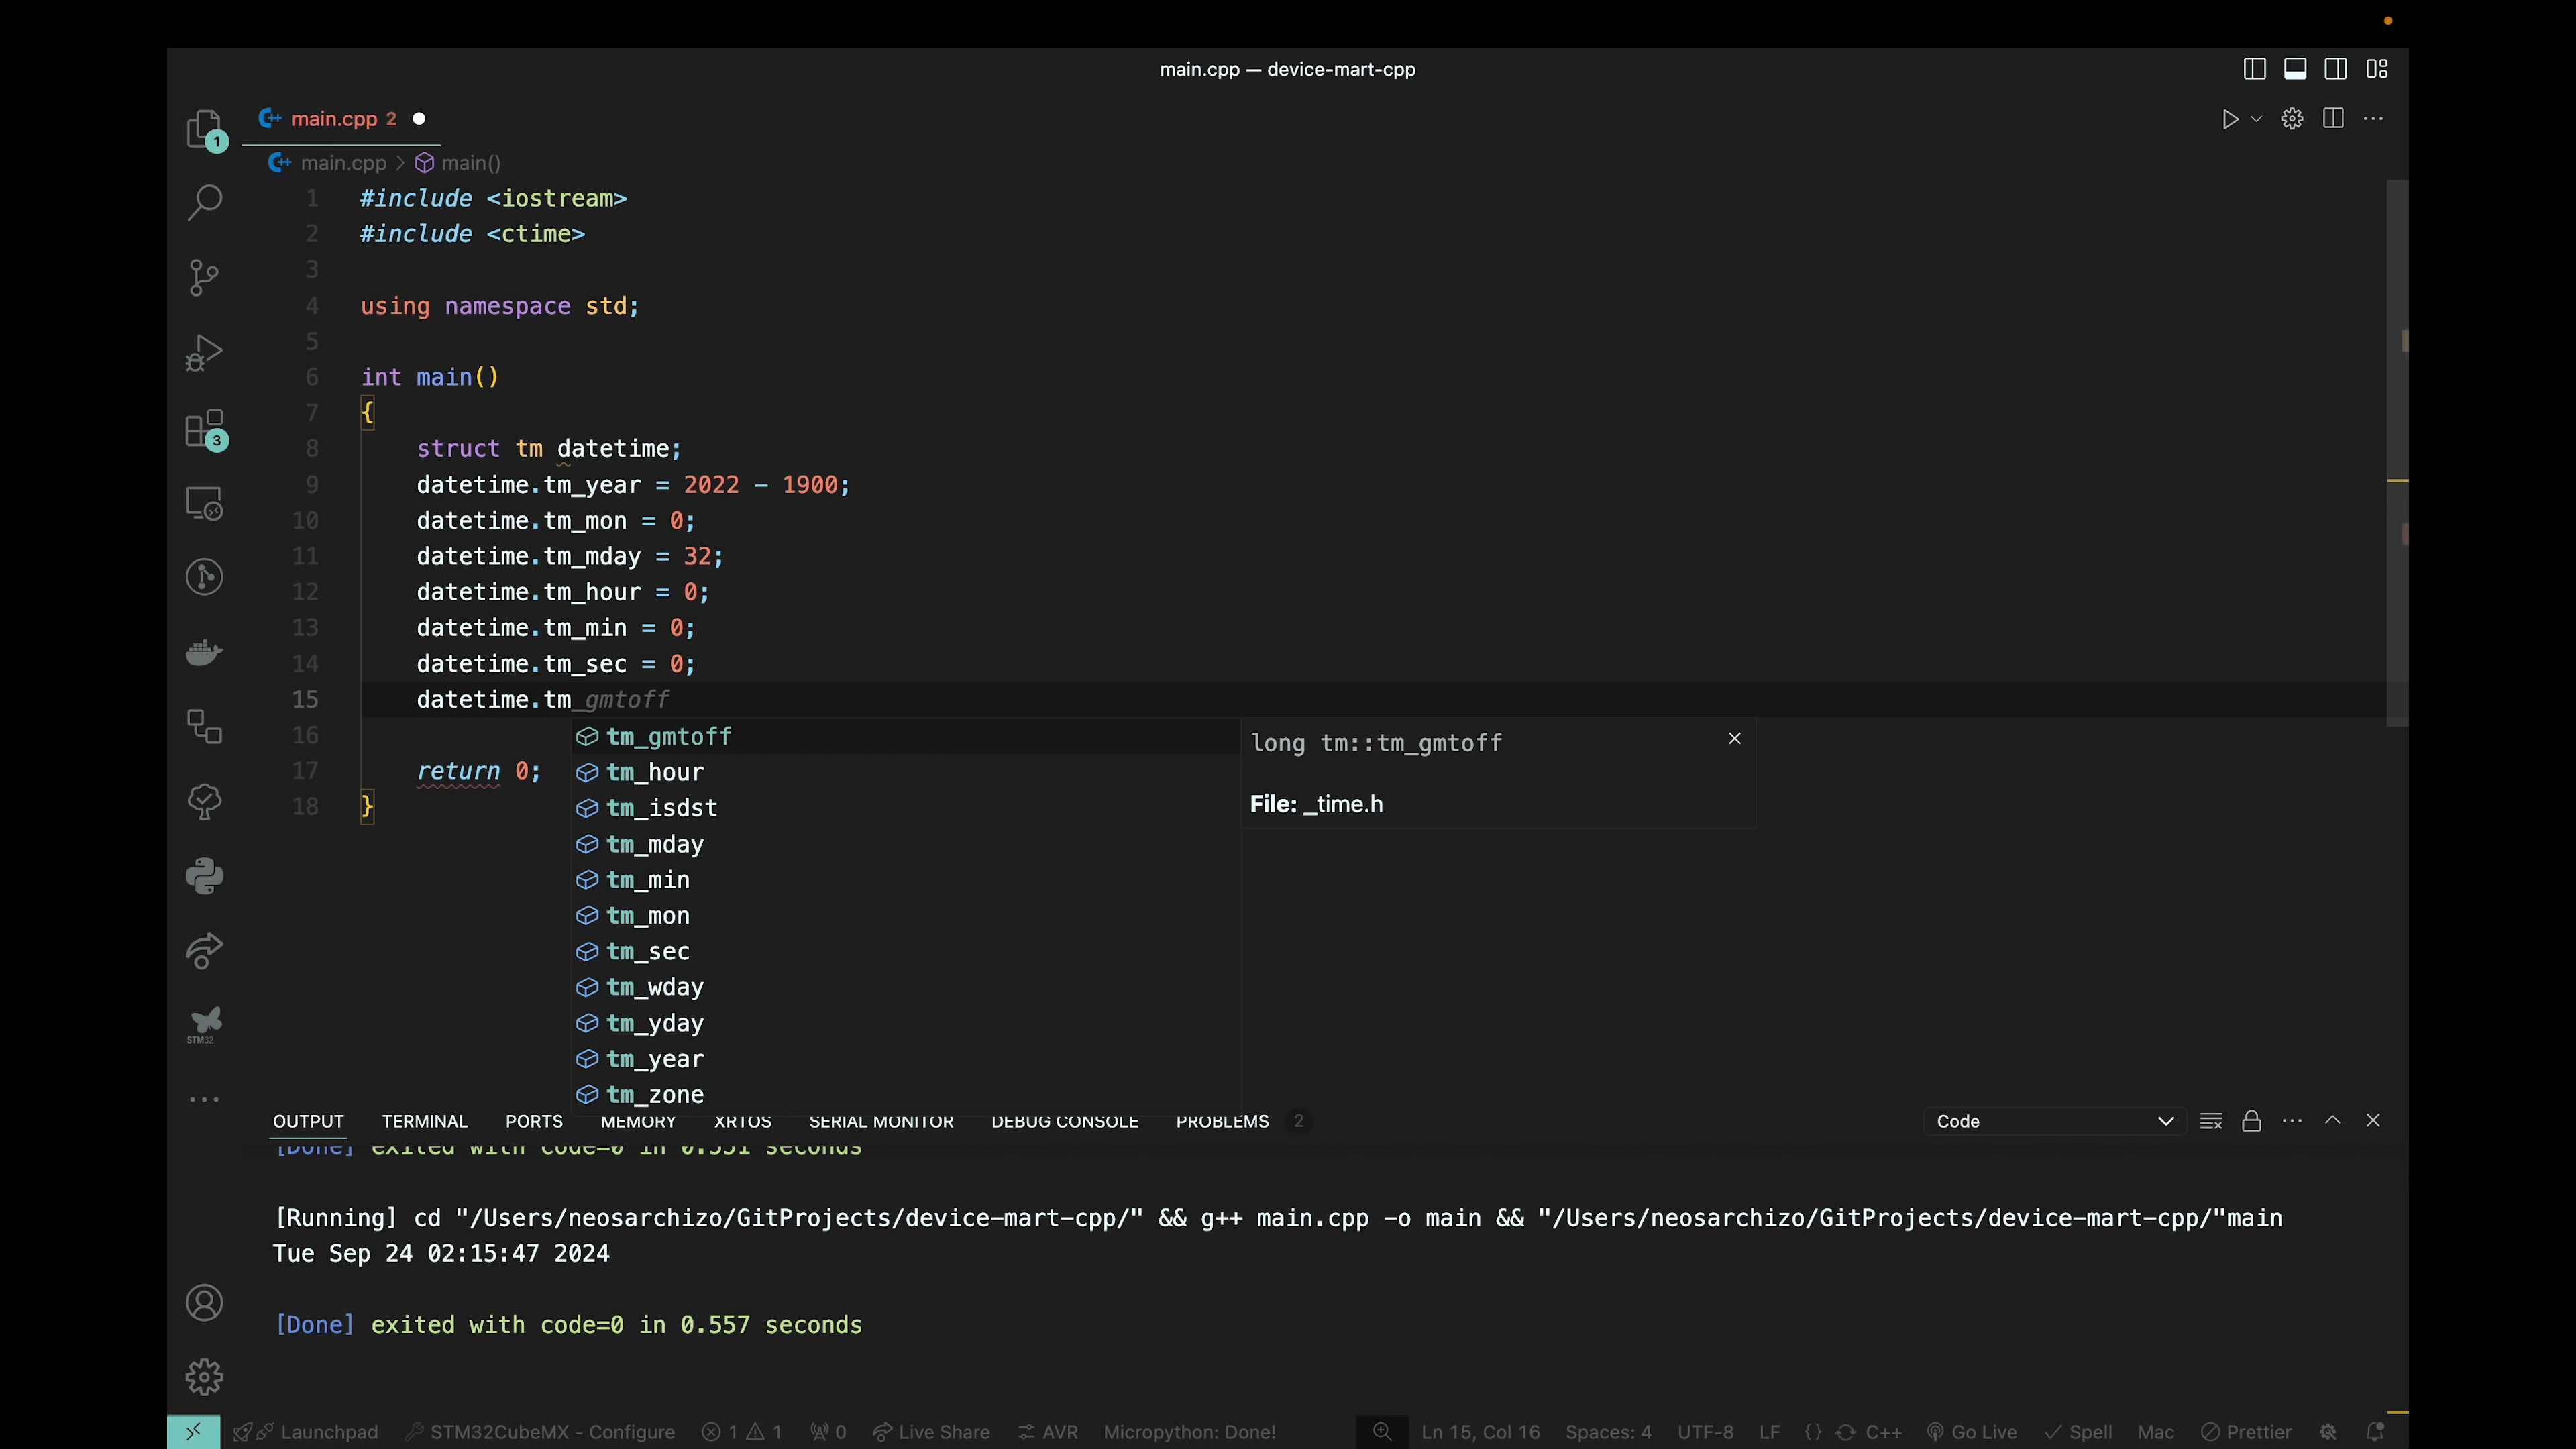 main.cpp — device-mart-cpp
main.cpp 2
main.cpp > main()
1 #include <iostream>
2 #include <ctime>
3
4 using namespace std;
5
6 int main()
7 {
8 struct tm datetime;
9 datetime.tm_year = 2022 - 1900;
10 datetime.tm_mon = 0;
11 datetime.tm_mday = 32;
12 datetime.tm_hour = 0;
13 datetime.tm_min = 0;
14 datetime.tm_sec = 0;
15 datetime.tm_gmtoff
16
17 return 0;
18 }
tm_gmtoff
tm_hour
tm_isdst
tm_mday
tm_min
tm_mon
tm_sec
tm_wday
tm_yday
tm_year
tm_zone
long tm::tm_gmtoff
File: _time.h
1
3
STM32
OUTPUT TERMINAL PORTS MEMORY XRTOS SERIAL MONITOR DEBUG CONSOLE PROBLEMS 2 Code
[Done] exited with code=0 in 0.551 seconds
[Running] cd "/Users/neosarchizo/GitProjects/device-mart-cpp/" && g++ main.cpp -o main && "/Users/neosarchizo/GitProjects/device-mart-cpp/"main
Tue Sep 24 02:15:47 2024
[Done] exited with code=0 in 0.557 seconds
Launchpad STM32CubeMX - Configure 1 1 0 Live Share AVR Micropython: Done! Ln 15, Col 16 Spaces: 4 UTF-8 LF {} C++ Go Live Spell Mac Prettier